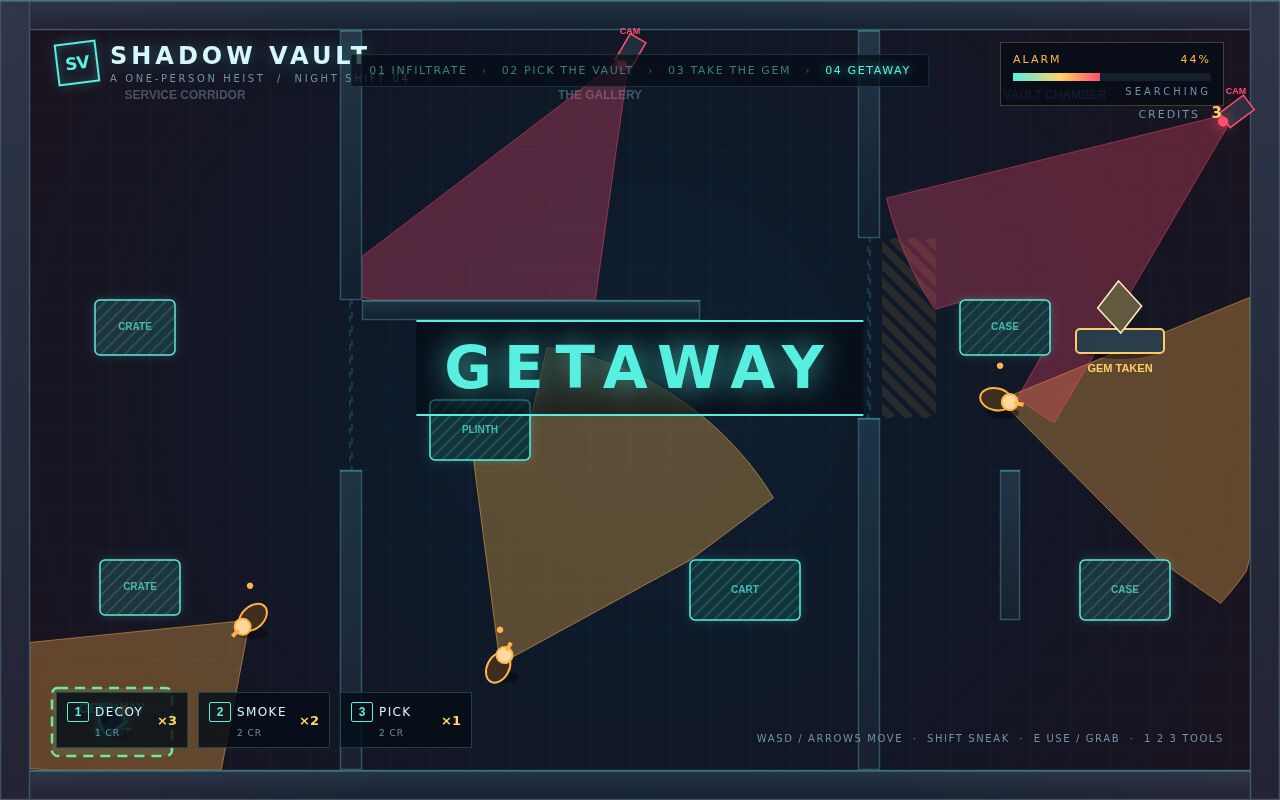 CAM
SV
SHADOW VAULT
A ONE-PERSON HEIST / NIGHT SHIFT 04
01 INFILTRATE › 02 PICK THE VAULT › 03 TAKE THE GEM › 04 GETAWAY
ALARM 44%
SEARCHING
CREDITS 3
CAM
SERVICE CORRIDOR
THE GALLERY
VAULT CHAMBER
CRATE
CASE
GETAWAY
GEM TAKEN
PLINTH
CRATE
CART
CASE
1 DECOY ×3
1 CR
2 SMOKE ×2
2 CR
3 PICK ×1
2 CR
WASD / ARROWS MOVE · SHIFT SNEAK · E USE / GRAB · 1 2 3 TOOLS